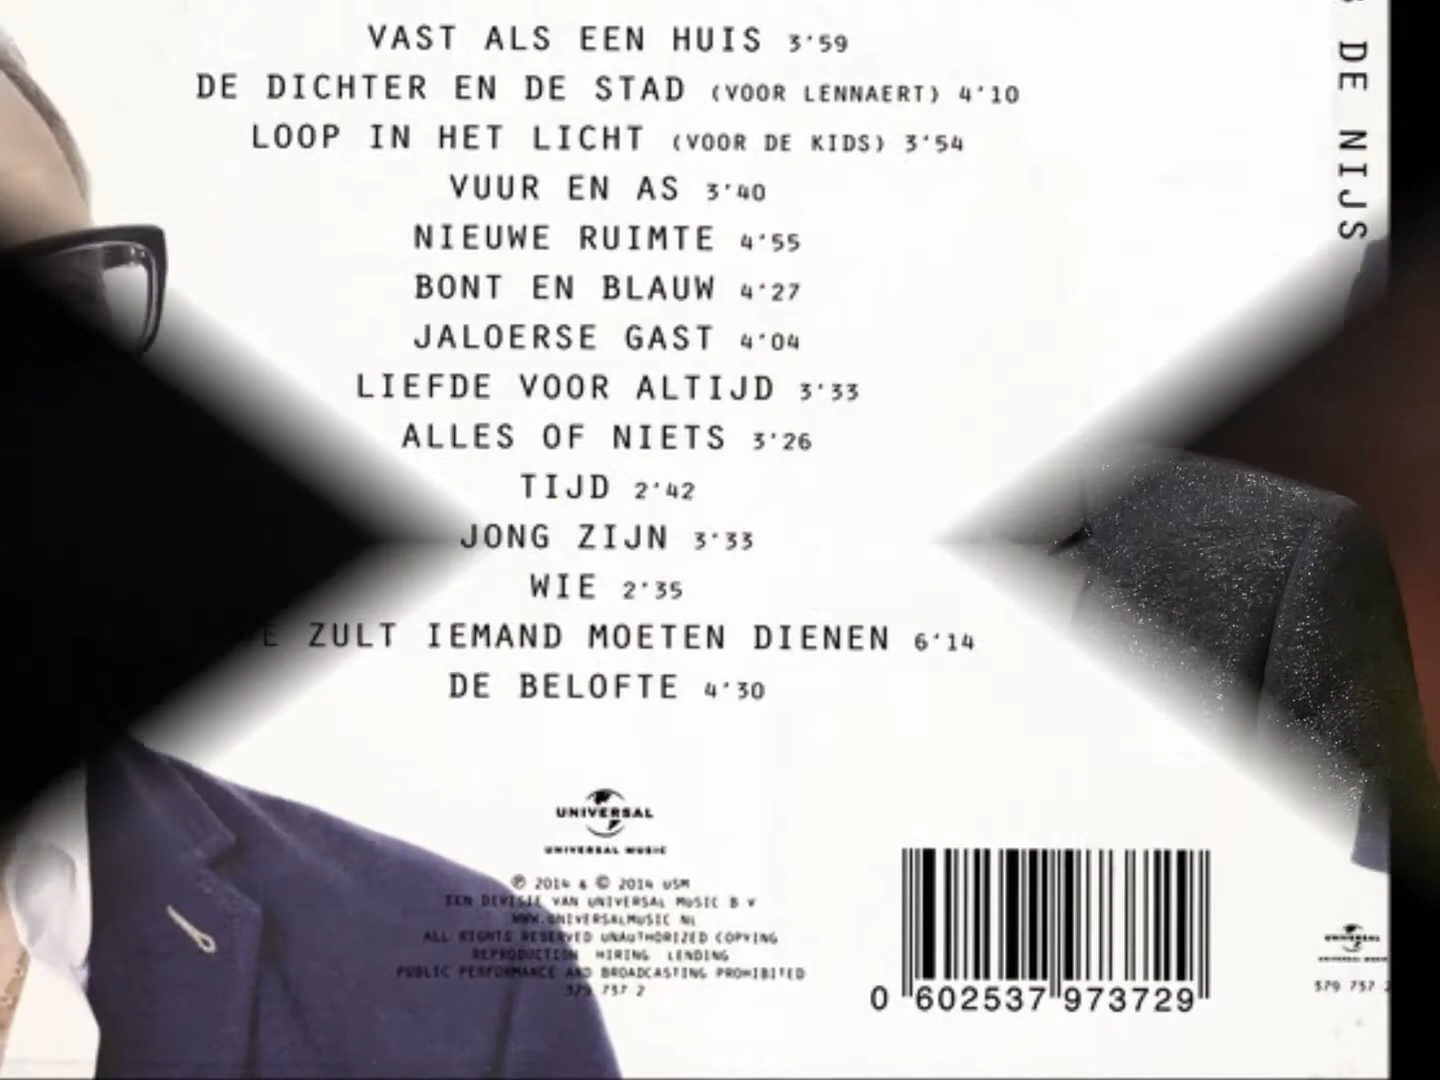 VAST ALS EEN HUIS 3'59
DE DICHTER EN DE STAD (VOOR LENNAERT) 4'10
LOOP IN HET LICHT (VOOR DE KIDS) 3'54
VUUR EN AS 3'40
NIEUWE RUIMTE 4'55
BONT EN BLAUW 4'27
JALOERSE GAST 4'04
LIEFDE VOOR ALTIJD 3'33
ALLES OF NIETS 3'26
TIJD 2'42
JONG ZIJN 3'33
WIE 2'35
ZULT IEMAND MOETEN DIENEN 6'14
DE BELOFTE 4'30
UNIVERSAL
UNIVERSAL MUSIC
℗ 2014 & © 2014 USM
EEN DIVISIE VAN UNIVERSAL MUSIC B V
WWW.UNIVERSALMUSIC NL
ALL RIGHTS RESERVED UNAUTHORIZED COPYING
REPRODUCTION HIRING LENDING
PUBLIC PERFORMANCE AND BROADCASTING PROHIBITED
379 737 2
0 602537 973729
DE NIJS
UNIVERSAL
379 737 2